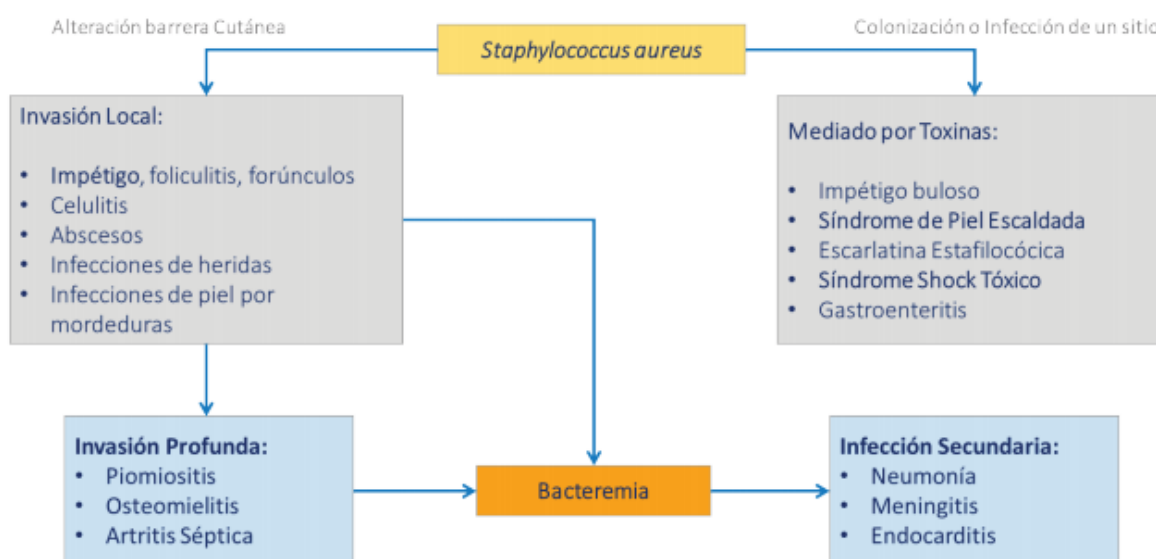 Alteración barrera Cutánea
Colonización o Infección de un sitio
Staphylococcus aureus
Invasión Local:
• Impétigo, foliculitis, forúnculos
• Celulitis
• Abscesos
• Infecciones de heridas
• Infecciones de piel por
mordeduras
Mediado por Toxinas:
• Impétigo buloso
• Síndrome de Piel Escaldada
• Escarlatina Estafilocócica
• Síndrome Shock Tóxico
• Gastroenteritis
Invasión Profunda:
• Piomiositis
• Osteomielitis
• Artritis Séptica
Bacteremia
Infección Secundaria:
• Neumonía
• Meningitis
• Endocarditis